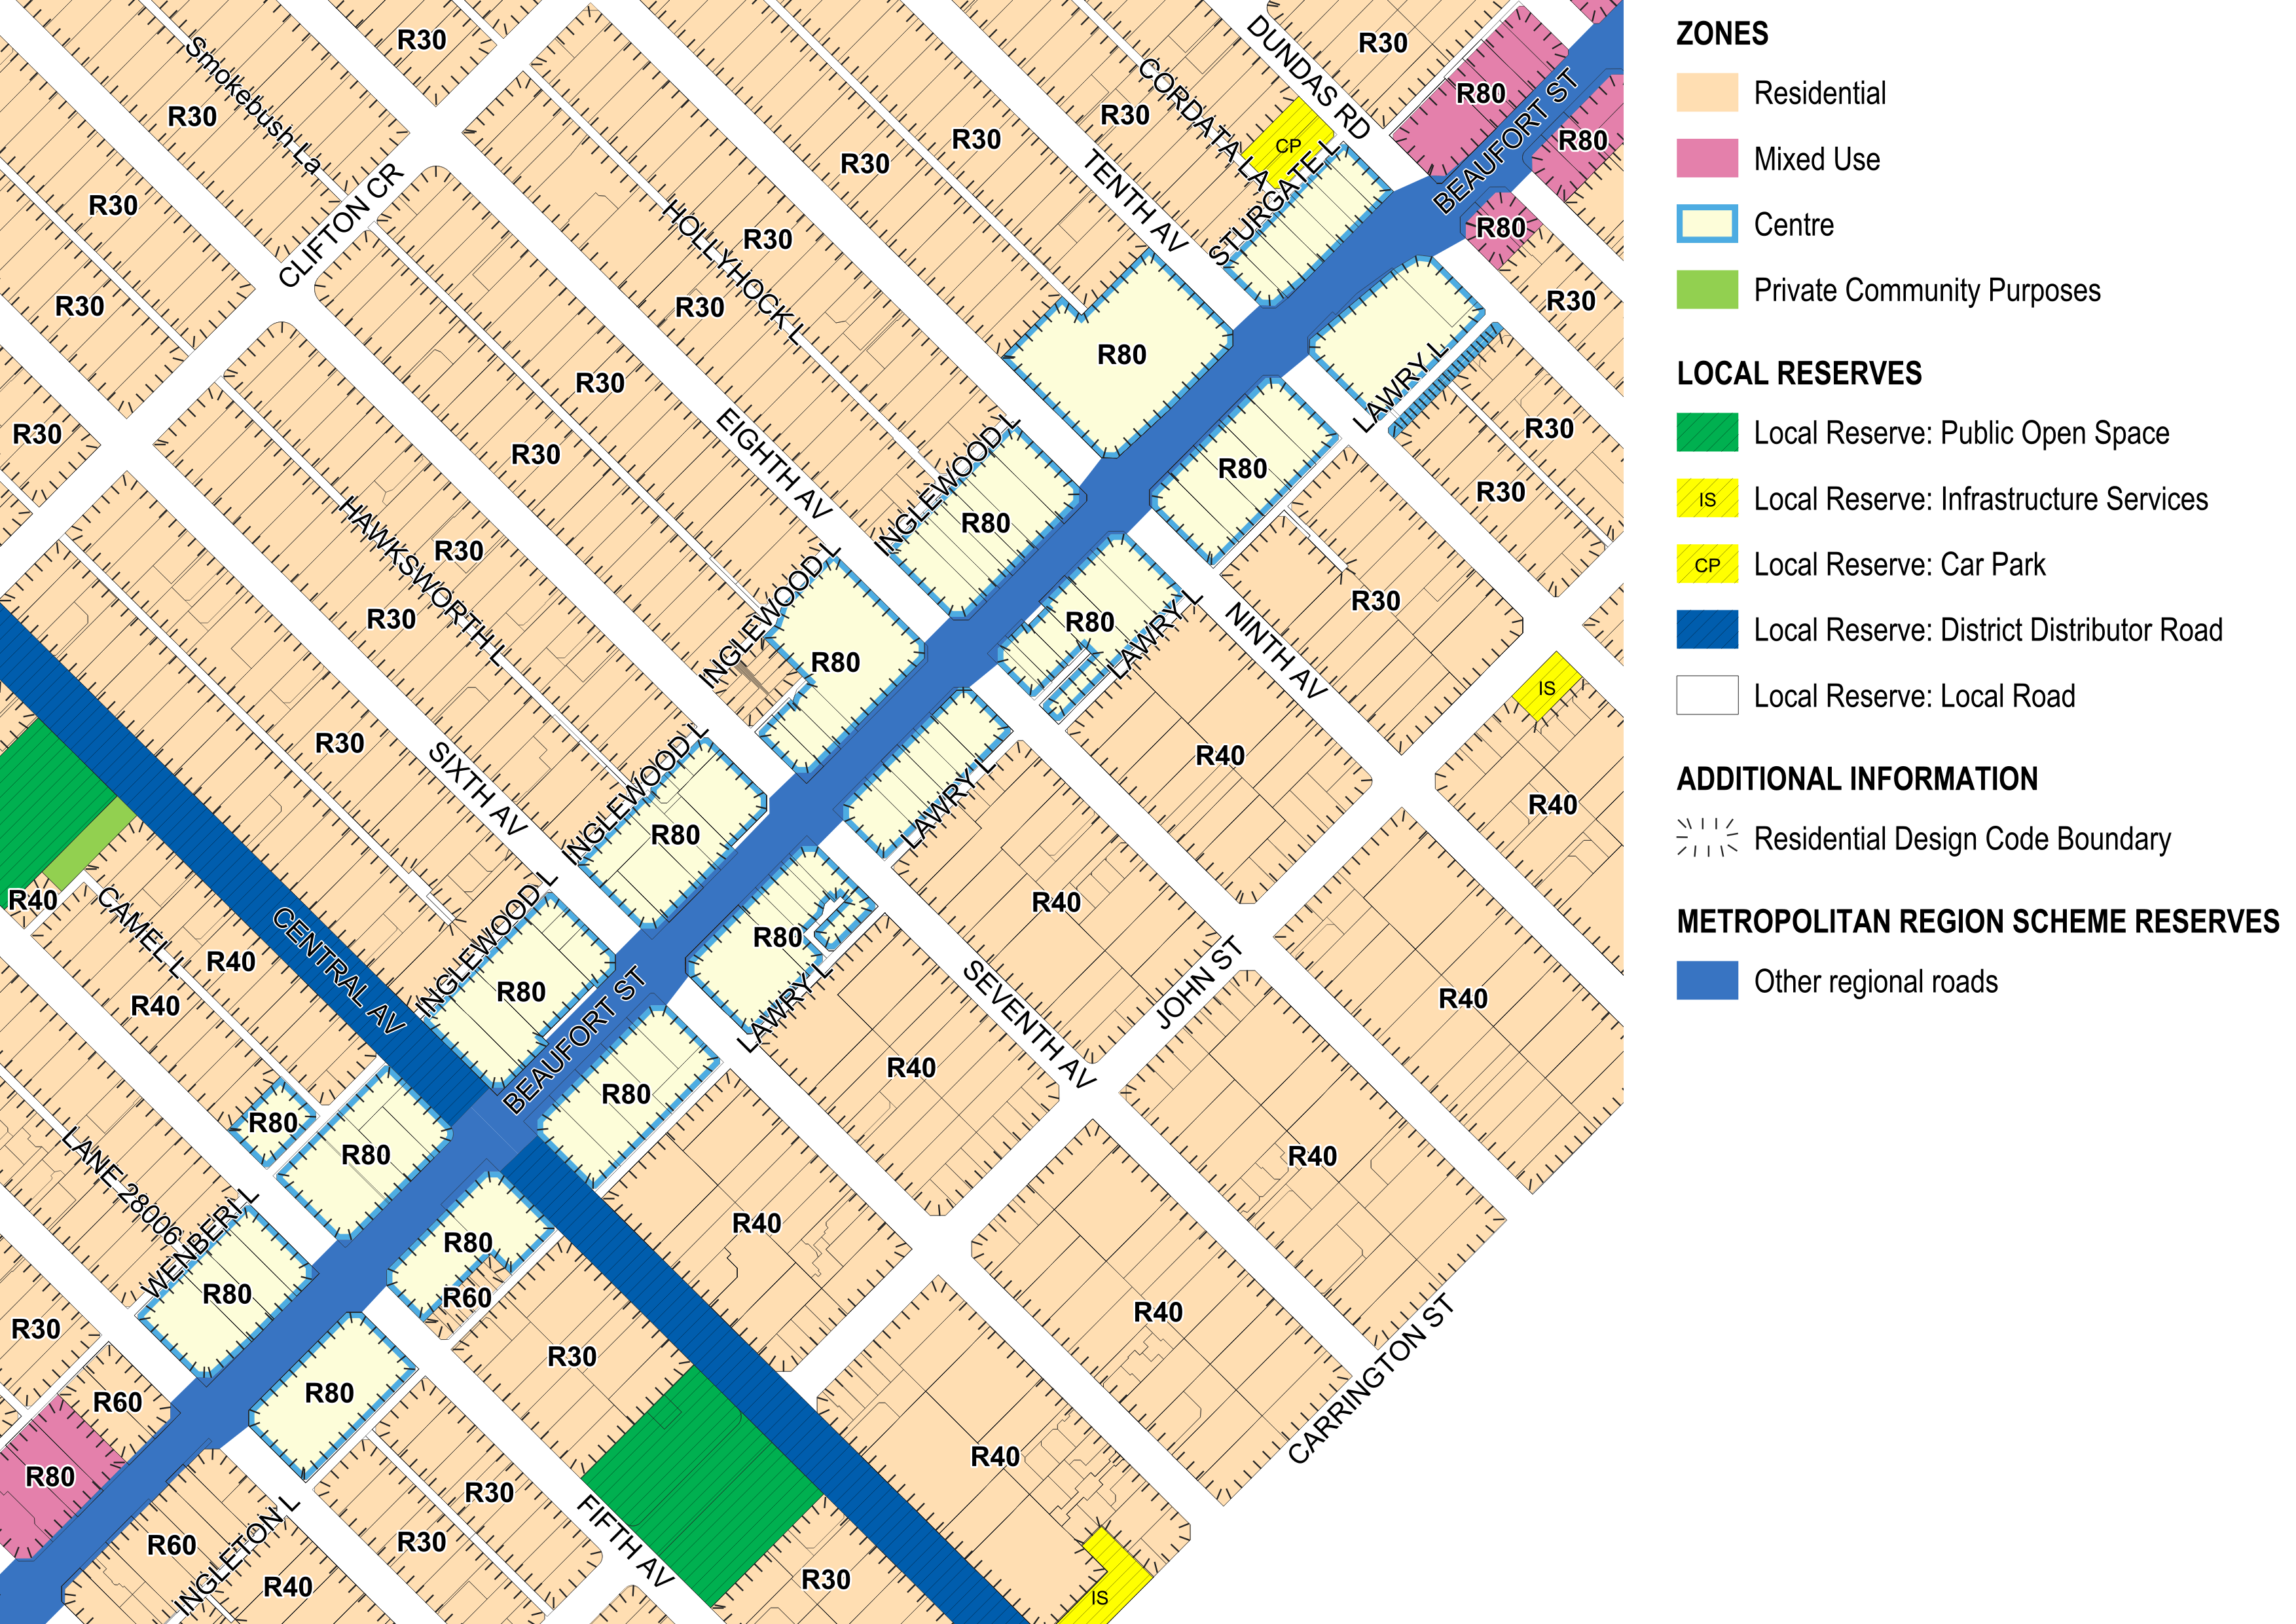 DUNDAS RD
R30
R30
R80
BEAUFORT ST
Smokebush La
R30
CORDATA LA
R30
R30
R80
CP
STURGATE L
R30
TENTH AV
R30
CLIFTON CR
HOLLYHOCK L
R30
R80
R30
R30
R30
R80
LAWRY L
R30
EIGHTH AV
R30
R30
R30
INGLEWOOD L
R80
R30
R80
HAWKSWORTH L
R30
INGLEWOOD L
R30
R30
R80
LAWRY L
NINTH AV
R80
IS
R30
SIXTH AV
INGLEWOOD L
R40
R80
LAWRY L
R40
R40
CAMEL L
CENTRAL AV
INGLEWOOD L
R40
R80
R40
R80
BEAUFORT ST
LAWRY L
SEVENTH AV
JOHN ST
R40
R40
R40
R80
R80
R80
R40
LANE 28006
WENBERI L
R80
R40
R80
R60
R40
R30
R30
R80
R60
CARRINGTON ST
R40
R80
R30
R60
INGLETON L
R30
FIFTH AV
R40
R30
IS
ZONES
Residential
Mixed Use
Centre
Private Community Purposes
LOCAL RESERVES
Local Reserve: Public Open Space
IS Local Reserve: Infrastructure Services
CP Local Reserve: Car Park
Local Reserve: District Distributor Road
Local Reserve: Local Road
ADDITIONAL INFORMATION
Residential Design Code Boundary
METROPOLITAN REGION SCHEME RESERVES
Other regional roads